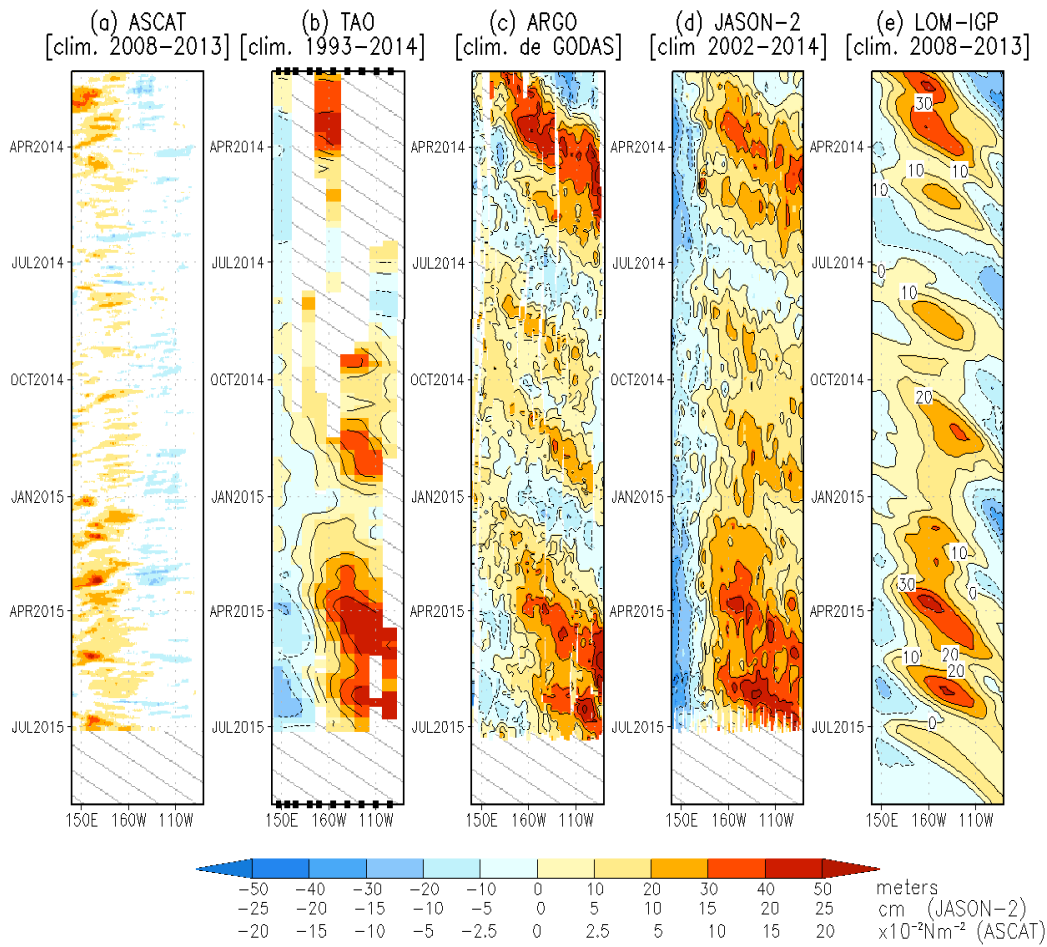 (a) ASCAT (b) TAO (c) ARGO (d) JASON−2 (e) LOM−IGP
[clim. 2008−2013] [clim. 1993−2014] [clim. de GODAS] [clim 2002−2014] [clim. 2008−2013]
APR2014 APR2014 APR2014 APR2014 APR2014
JUL2014 JUL2014 JUL2014 JUL2014 JUL2014
OCT2014 OCT2014 OCT2014 OCT2014 OCT2014
JAN2015 JAN2015 JAN2015 JAN2015 JAN2015
APR2015 APR2015 APR2015 APR2015 APR2015
JUL2015 JUL2015 JUL2015 JUL2015 JUL2015
30
10 10
10
0
10
20
10
30 0
10 20
20
0
150E 160W 110W 150E 160W 110W 150E 160W 110W 150E 160W 110W 150E 160W 110W
−50 −40 −30 −20 −10 0 10 20 30 40 50 meters
−25 −20 −15 −10 −5 0 5 10 15 20 25 cm (JASON−2)
−20 −15 −10 −5 −2.5 0 2.5 5 10 15 20 x10⁻²Nm⁻² (ASCAT)